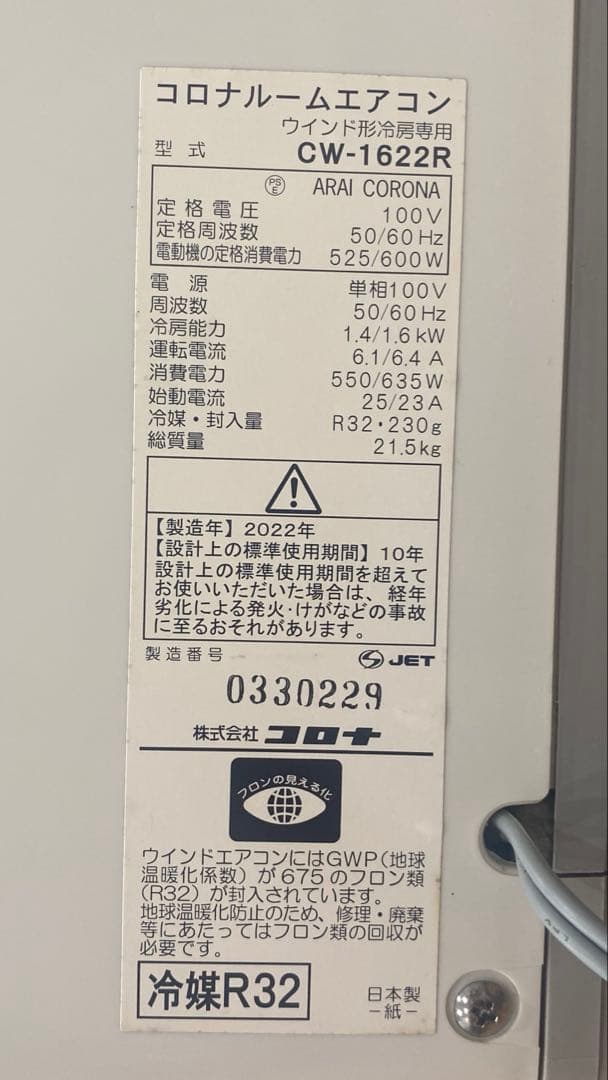 コロナルームエアコン
ウインド形冷房専用
型式 CW-1622R
PSE ARAI CORONA
定格電圧 100V
定格周波数 50/60Hz
電動機の定格消費電力 525/600W
電源 単相100V
周波数 50/60Hz
冷房能力 1.4/1.6kW
運転電流 6.1/6.4A
消費電力 550/635W
始動電流 25/23A
冷媒・封入量 R32・230g
総質量 21.5kg
【製造年】2022年
【設計上の標準使用期間】10年
設計上の標準使用期間を超えて
お使いいただいた場合は、経年
劣化による発火・けがなどの事故
に至るおそれがあります。
製造番号 JET
0330229
株式会社 コロナ
フロンの見える化
ウインドエアコンにはGWP(地球
温暖化係数)が675のフロン類
(R32)が封入されています。
地球温暖化防止のため、修理・廃棄
等にあたってはフロン類の回収が
必要です。
冷媒R32
日本製
-紙-